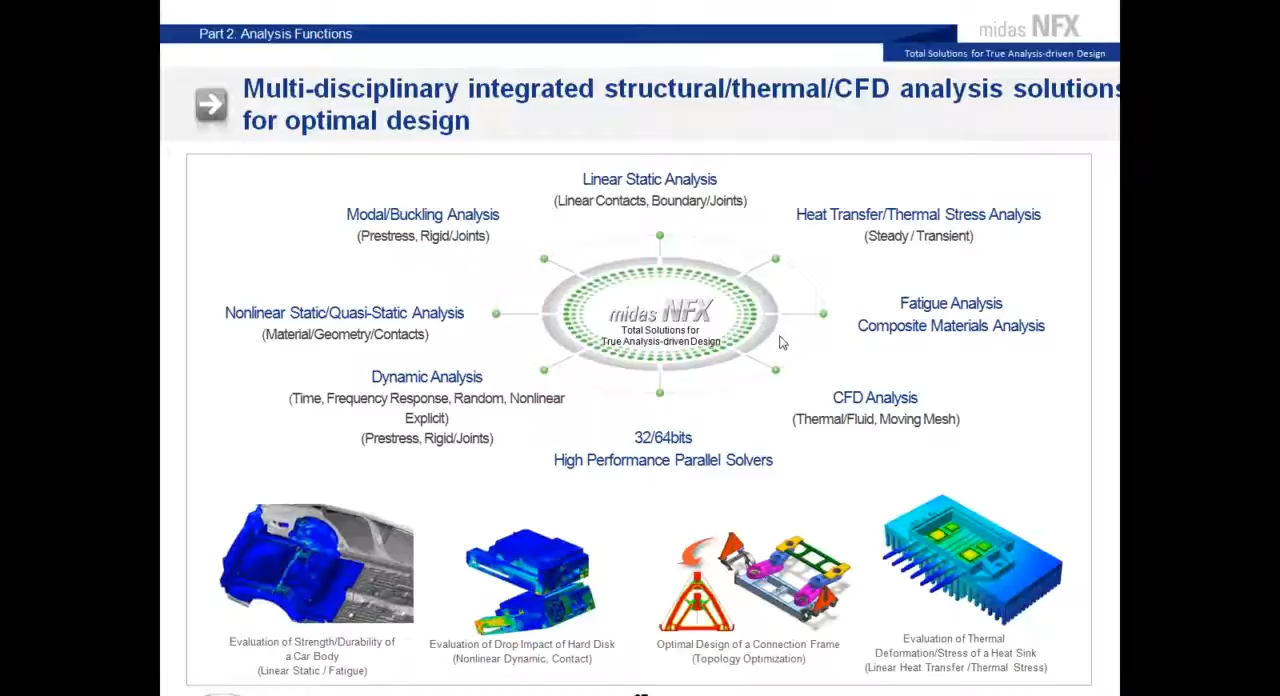 Part 2. Analysis Functions
midas NFX
Total Solutions for True Analysis-driven Design
Multi-disciplinary integrated structural/thermal/CFD analysis solutions
for optimal design
Linear Static Analysis
(Linear Contacts, Boundary/Joints)
Modal/Buckling Analysis
(Prestress, Rigid/Joints)
Heat Transfer/Thermal Stress Analysis
(Steady / Transient)
Nonlinear Static/Quasi-Static Analysis
(Material/Geometry/Contacts)
midas NFX
Total Solutions for
True Analysis-driven Design
Fatigue Analysis
Composite Materials Analysis
Dynamic Analysis
(Time, Frequency Response, Random, Nonlinear
Explicit)
(Prestress, Rigid/Joints)
CFD Analysis
(Thermal/Fluid, Moving Mesh)
32/64bits
High Performance Parallel Solvers
Evaluation of Strength/Durability of
a Car Body
(Linear Static / Fatigue)
Evaluation of Drop Impact of Hard Disk
(Nonlinear Dynamic, Contact)
Optimal Design of a Connection Frame
(Topology Optimization)
Evaluation of Thermal
Deformation/Stress of a Heat Sink
(Linear Heat Transfer /Thermal Stress)